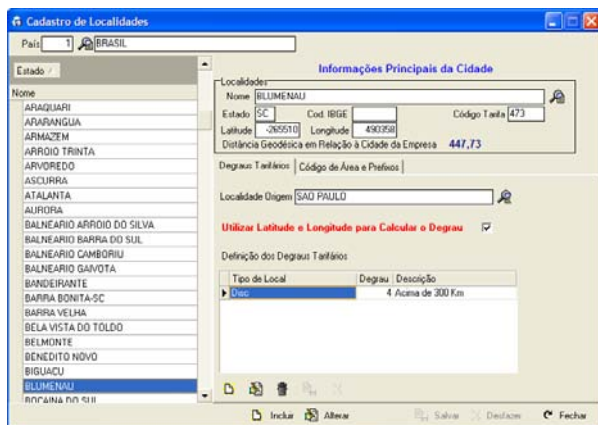 Cadastro de Localidades
País 1 BRASIL
Estado
Nome
ARAQUARI
ARARANGUA
ARMAZEM
ARROIO TRINTA
ARVOREDO
ASCURRA
ATALANTA
AURORA
BALNEARIO ARROIO DO SILVA
BALNEARIO BARRA DO SUL
BALNEARIO CAMBORIU
BALNEARIO GAIVOTA
BANDEIRANTE
BARRA BONITA-SC
BARRA VELHA
BELA VISTA DO TOLDO
BELMONTE
BENEDITO NOVO
BIGUACU
BLUMENAU
BOCAINA DO SUL
Informações Principais da Cidade
Localidades
Nome BLUMENAU
Estado SC Cod. IBGE Código Tarifa 473
Latitude -265510 Longitude 490358
Distância Geodésica em Relação à Cidade da Empresa 447,73
Degraus Tarifários Código de Área e Prefixos
Localidade Origem SAO PAULO
Utilizar Latitude e Longitude para Calcular o Degrau
Definição dos Degraus Tarifários
Tipo de Local Degrau Descrição
Disc 4 Acima de 300 Km
Incluir Alterar Salvar Desfazer Fechar